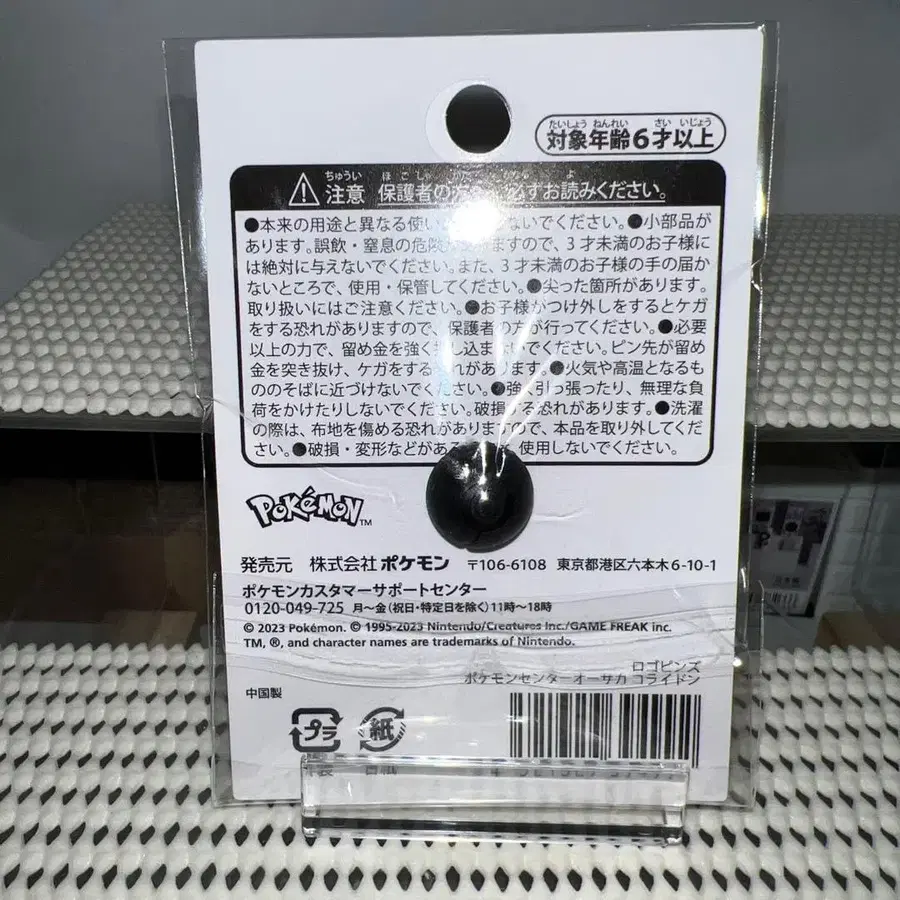 たいしょう ねんれい さい いじょう
対象年齢6才以上
ちゅうい ほ ご しゃ よ
注意 保護者の方 必ずお読みください。
●本来の用途と異なる使い ないでください。●小部品が
あります。誤飲・窒息の危険が ますので、3才未満のお子様に
は絶対に与えないでください。また、3才未満のお子様の手の届か
ないところで、使用・保管してください。●尖った箇所があります。
取り扱いにはご注意ください。●お子様がつけ外しをするとケガ
をする恐れがありますので、保護者の方が行ってください。●必要
以上の力で、留め金を強く し込まないでください。ピン先が留め
金を突き抜け、ケガをする恐れがあります。●火気や高温となるも
ののそばに近づけないでください。●強く引っ張ったり、無理な負
荷をかけたりしないでください。破損する恐れがあります。●洗濯
の際は、布地を傷める恐れがありますので、本品を取り外してくだ
さい。●破損・変形などがある 使用しないでください。
POKéMON TM
発売元 株式会社 ポケモン 〒106-6108 東京都港区六本木6-10-1
ポケモンカスタマーサポートセンター
0120-049-725 月〜金（祝日・特定日を除く）11時〜18時
© 2023 Pokémon. © 1995-2023 Nintendo/Creatures Inc./GAME FREAK inc.
TM, ®, and character names are trademarks of Nintendo.
ロゴピンズ
ポケモンセンターオーサカ コライドン
中国製
プラ 紙